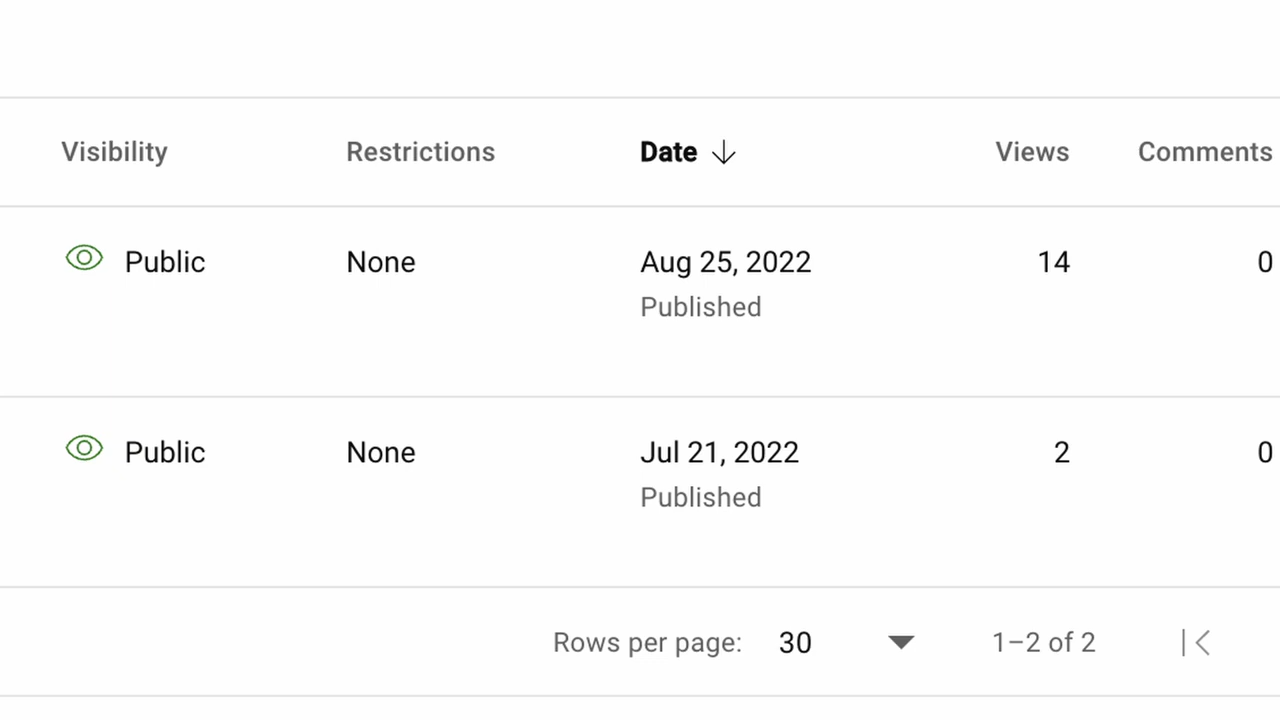 Visibility Restrictions Date Views Comments
Public None Aug 25, 2022 14 0
Published
Public None Jul 21, 2022 2 0
Published
Rows per page: 30 1–2 of 2